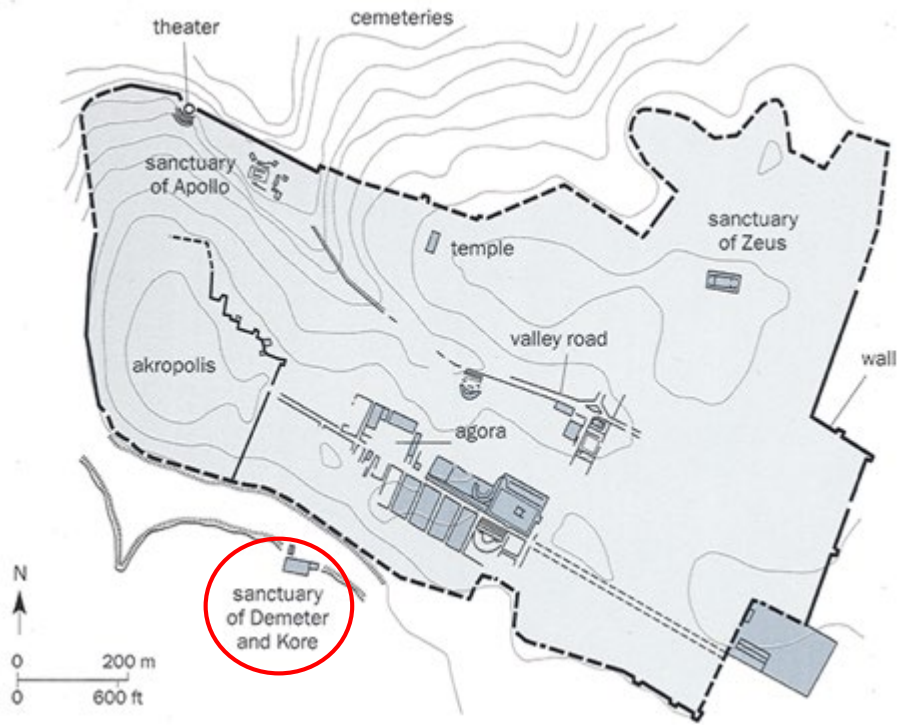 cemeteries
theater
sanctuary
of Apollo
sanctuary
of Zeus
temple
valley road
wall
akropolis
agora
N
sanctuary
of Demeter
and Kore
0 200 m
0 600 ft